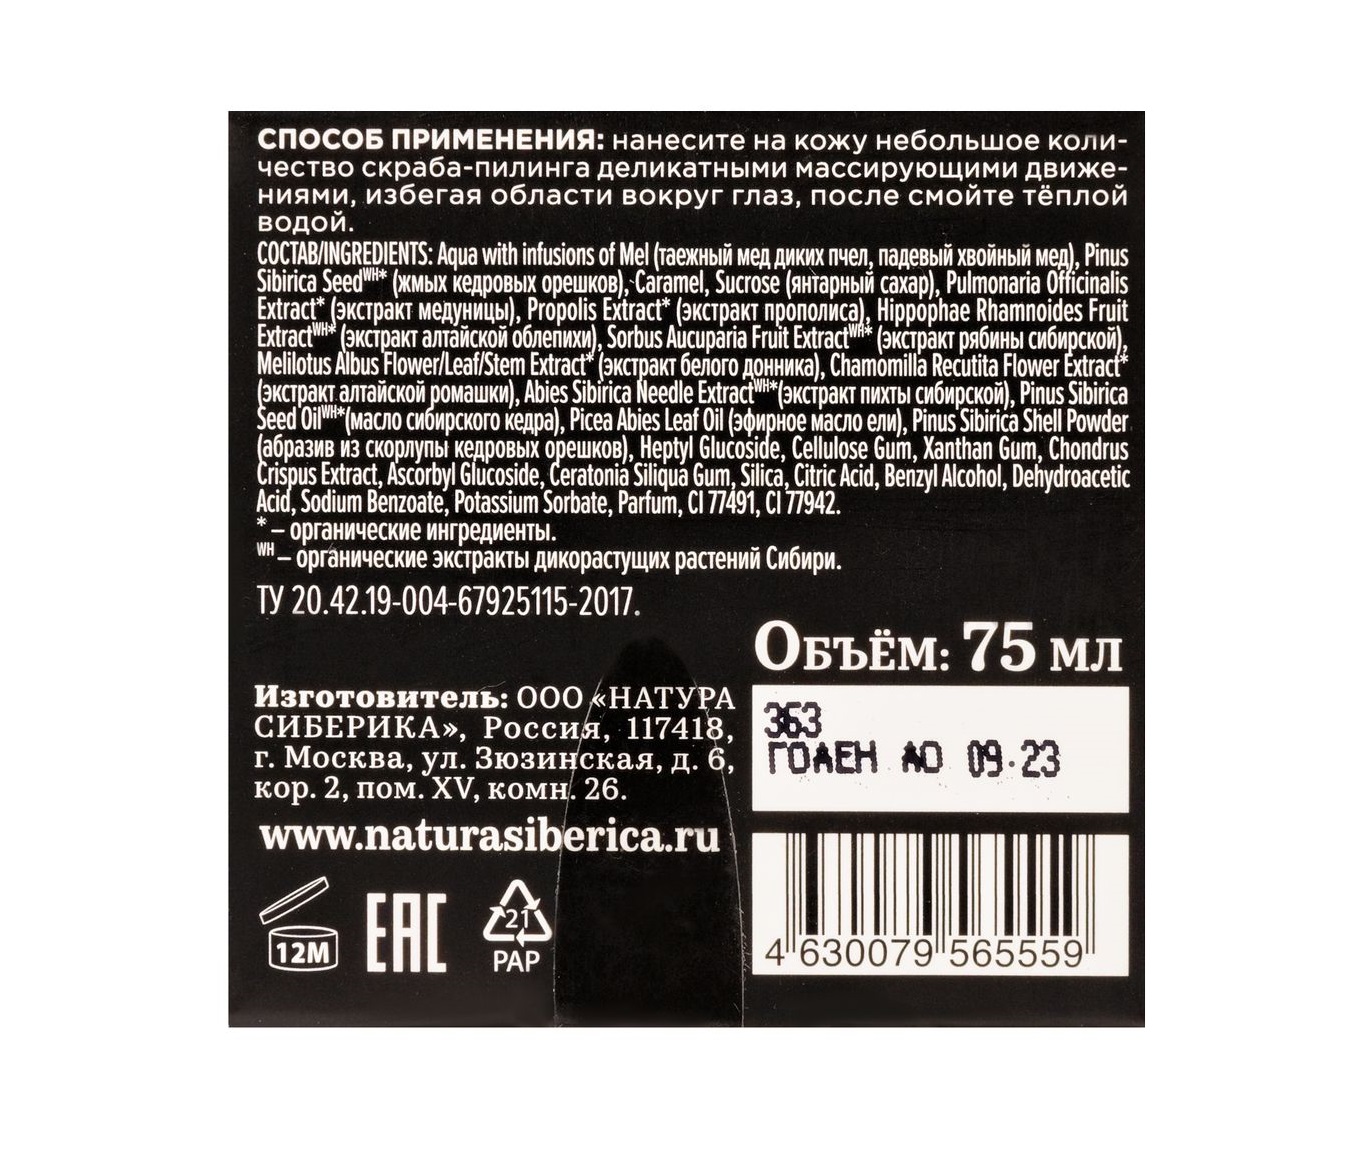 СПОСОБ ПРИМЕНЕНИЯ: нанесите на кожу небольшое коли-
чество скраба-пилинга деликатными массирующими движе-
ниями, избегая области вокруг глаз, после смойте тёплой
водой.
СОСТАВ/INGREDIENTS: Aqua with infusions of Mel (таежный мед диких пчел, падевый хвойный мед), Pinus
Sibirica Seedᵂᴴ* (жмых кедровых орешков), Caramel, Sucrose (янтарный сахар), Pulmonaria Officinalis
Extract* (экстракт медуницы), Propolis Extract* (экстракт прополиса), Hippophae Rhamnoides Fruit
Extractᵂᴴ* (экстракт алтайской облепихи), Sorbus Aucuparia Fruit Extractᵂᴴ* (экстракт рябины сибирской),
Melilotus Albus Flower/Leaf/Stem Extract* (экстракт белого донника), Chamomilla Recutita Flower Extract*
(экстракт алтайской ромашки), Abies Sibirica Needle Extractᵂᴴ*(экстракт пихты сибирской), Pinus Sibirica
Seed Oilᵂᴴ*(масло сибирского кедра), Picea Abies Leaf Oil (эфирное масло ели), Pinus Sibirica Shell Powder
(абразив из скорлупы кедровых орешков), Heptyl Glucoside, Cellulose Gum, Xanthan Gum, Chondrus
Crispus Extract, Ascorbyl Glucoside, Ceratonia Siliqua Gum, Silica, Citric Acid, Benzyl Alcohol, Dehydroacetic
Acid, Sodium Benzoate, Potassium Sorbate, Parfum, CI 77491, CI 77942.
* – органические ингредиенты.
ᵂᴴ – органические экстракты дикорастущих растений Сибири.
ТУ 20.42.19-004-67925115-2017.
Объём: 75 мл
Изготовитель: ООО «НАТУРА
СИБЕРИКА», Россия, 117418,
г. Москва, ул. Зюзинская, д. 6,
кор. 2, пом. XV, комн. 26.
www.naturasiberica.ru
363
ГОДЕН ДО 09.23
12M
EAC
21
PAP
4 630079 565559